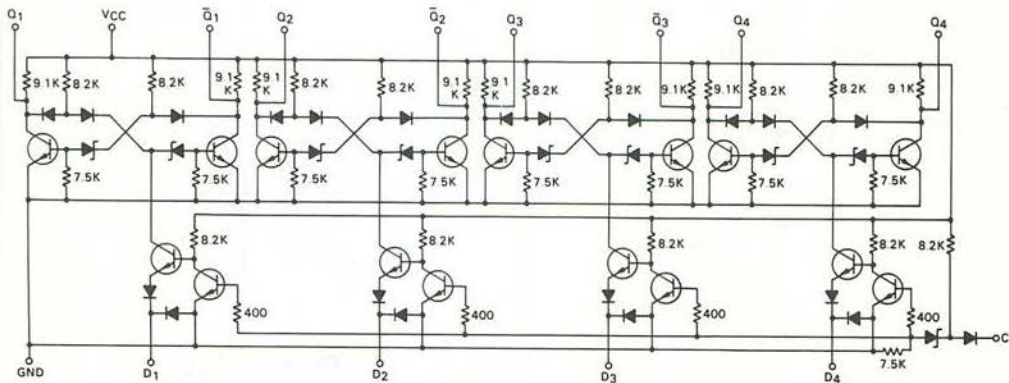 Q1 VCC Q̄1 Q2 Q̄2 Q3 Q̄3 Q4 Q4
9.1K 8.2K 8.2K 9.1 K 9.1 K 8.2K 8.2K 9.1 K 9.1 K 8.2K 8.2K 9.1K 9.1K 8.2K 8.2K 9.1K
7.5K 7.5K 7.5K 7.5K 7.5K 7.5K 7.5K 7.5K
8.2K 8.2K 8.2K 8.2K 8.2K
400 400 400 400
C
7.5K
GND D1 D2 D3 D4